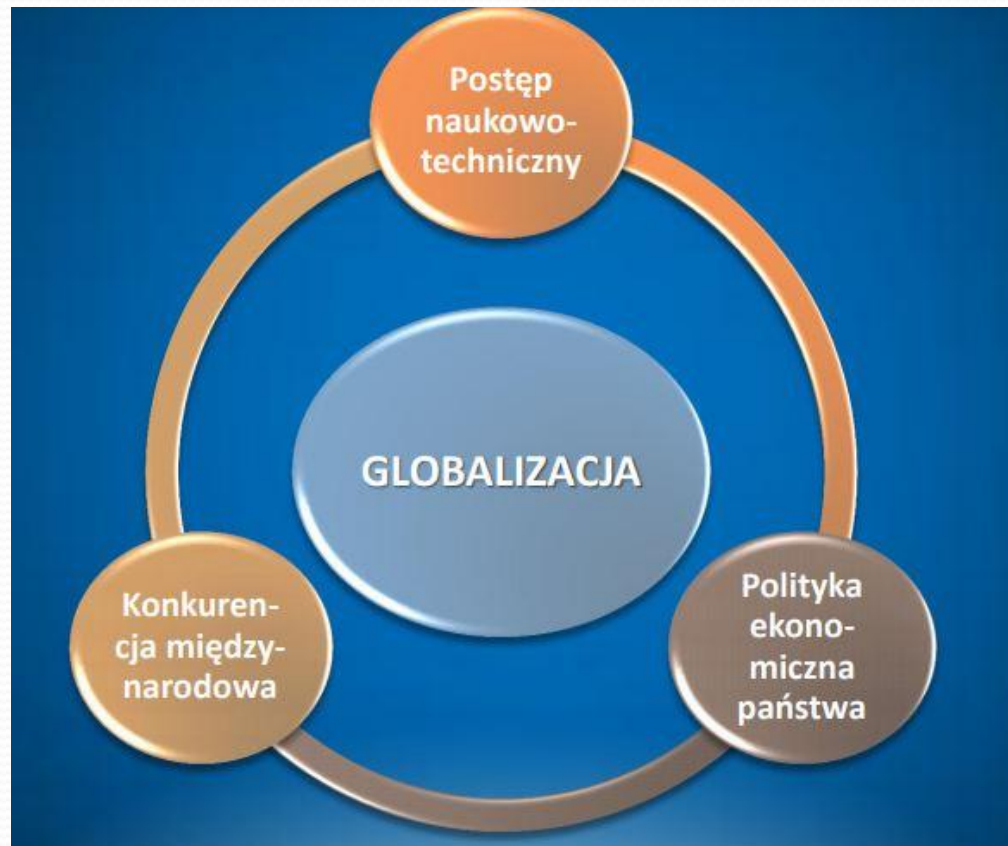 Postęp
naukowo-
techniczny
GLOBALIZACJA
Konkuren-
cja między-
narodowa
Polityka
ekono-
miczna
państwa